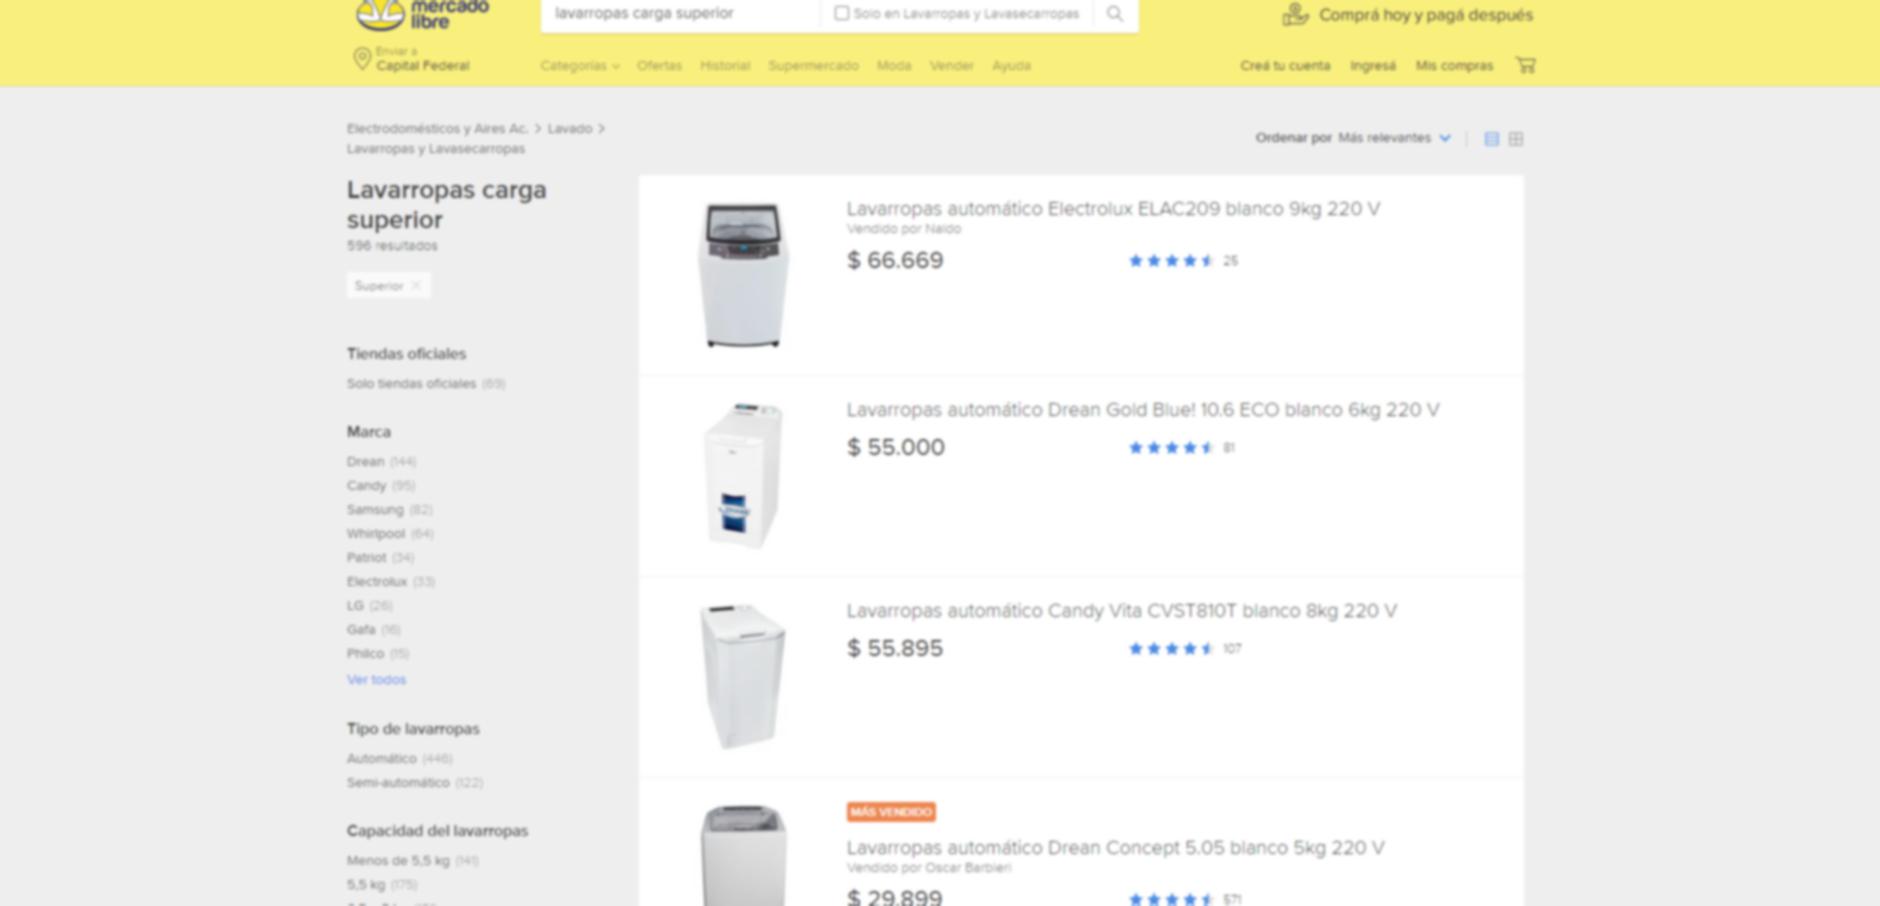 mercado
libre
lavarropas carga superior
Solo en Lavarropas y Lavasecarropas
Comprá hoy y pagá después
Enviar a
Capital Federal
Categorías Ofertas Historial Supermercado Moda Vender Ayuda
Creá tu cuenta Ingresá Mis compras
Electrodomésticos y Aires Ac. > Lavado >
Lavarropas y Lavasecarropas
Ordenar por Más relevantes
Lavarropas carga
superior
596 resultados
Superior ×
Tiendas oficiales
Solo tiendas oficiales (69)
Marca
Drean (144)
Candy (95)
Samsung (82)
Whirlpool (64)
Patriot (34)
Electrolux (33)
LG (26)
Gafa (16)
Philco (15)
Ver todos
Tipo de lavarropas
Automático (446)
Semi-automático (122)
Capacidad del lavarropas
Menos de 5,5 kg (141)
5,5 kg (175)
Lavarropas automático Electrolux ELAC209 blanco 9kg 220 V
Vendido por Naldo
$ 66.669
25
Lavarropas automático Drean Gold Blue! 10.6 ECO blanco 6kg 220 V
$ 55.000
81
Lavarropas automático Candy Vita CVST810T blanco 8kg 220 V
$ 55.895
107
MÁS VENDIDO
Lavarropas automático Drean Concept 5.05 blanco 5kg 220 V
Vendido por Oscar Barbieri
$ 29.899
571